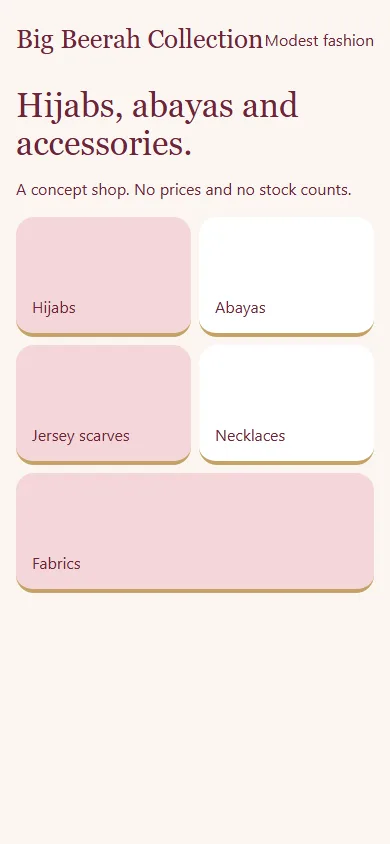 Big Beerah Collection Modest fashion
Hijabs, abayas and
accessories.
A concept shop. No prices and no stock counts.
Hijabs
Abayas
Jersey scarves
Necklaces
Fabrics